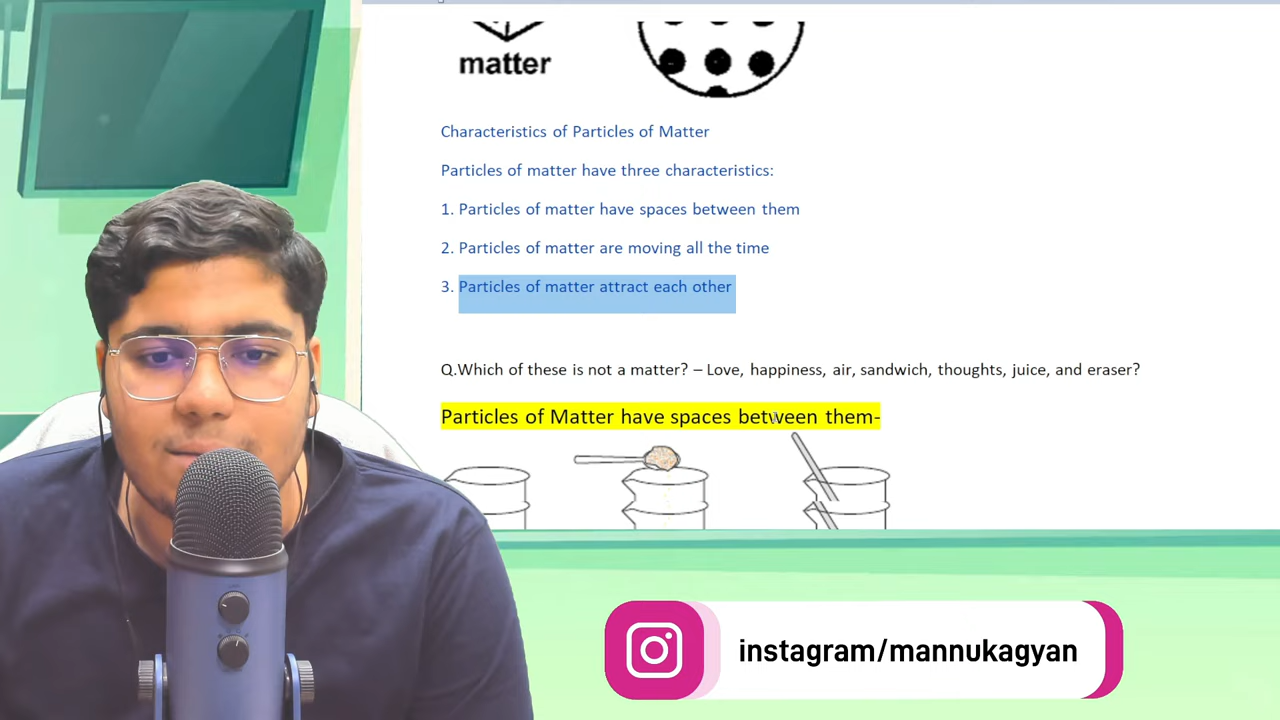 matter
Characteristics of Particles of Matter
Particles of matter have three characteristics:
1. Particles of matter have spaces between them
2. Particles of matter are moving all the time
3. Particles of matter attract each other
Q.Which of these is not a matter? – Love, happiness, air, sandwich, thoughts, juice, and eraser?
Particles of Matter have spaces between them-
instagram/mannukagyan